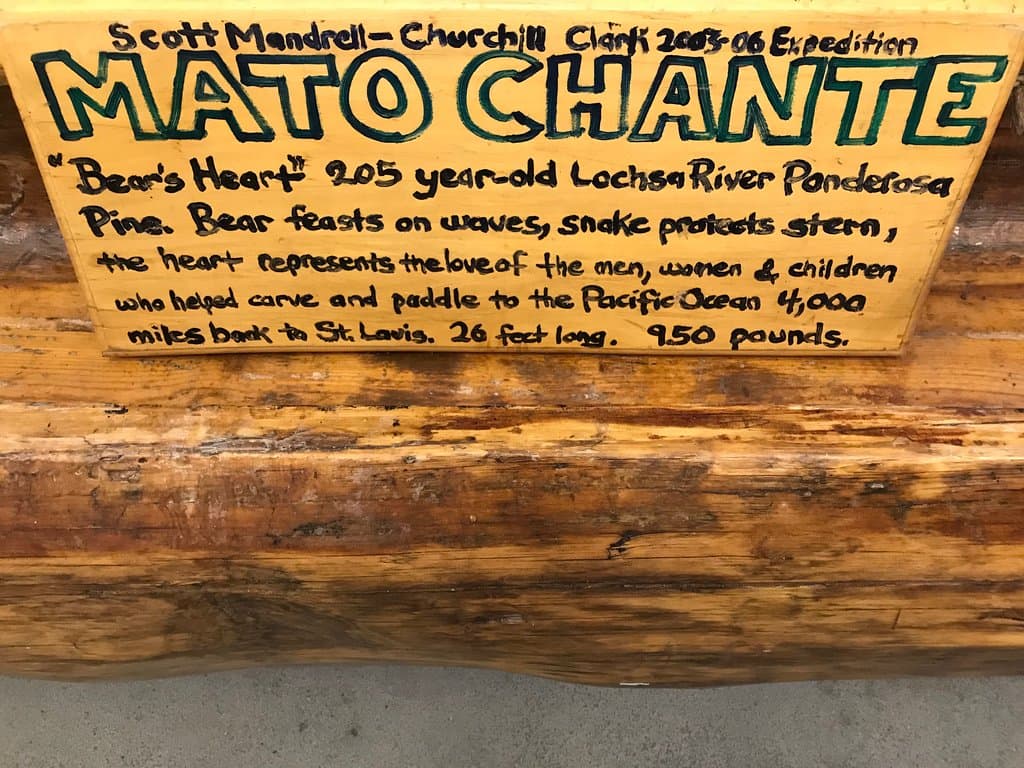 Scott Mandrell- Churchill Clark 2003-06 Expedition
MATO CHANTE
"Bear's Heart" 205 year-old Lochsa River Ponderosa
Pine. Bear feasts on waves, snake protects stern,
the heart represents the love of the men, women & children
who helped carve and paddle to the Pacific Ocean 4,000
miles back to St. Louis. 26 feet long. 950 pounds.